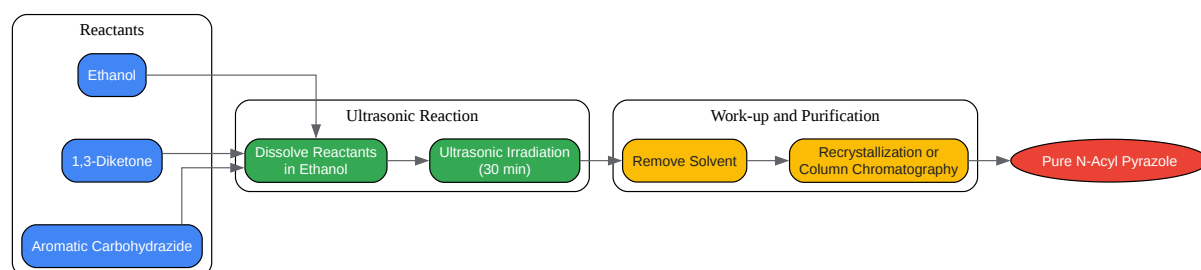 Reactants
Ethanol
1,3-Diketone
Aromatic Carbohydrazide
Ultrasonic Reaction
Dissolve Reactants
in Ethanol
Ultrasonic Irradiation
(30 min)
Work-up and Purification
Remove Solvent
Recrystallization or
Column Chromatography
Pure N-Acyl Pyrazole